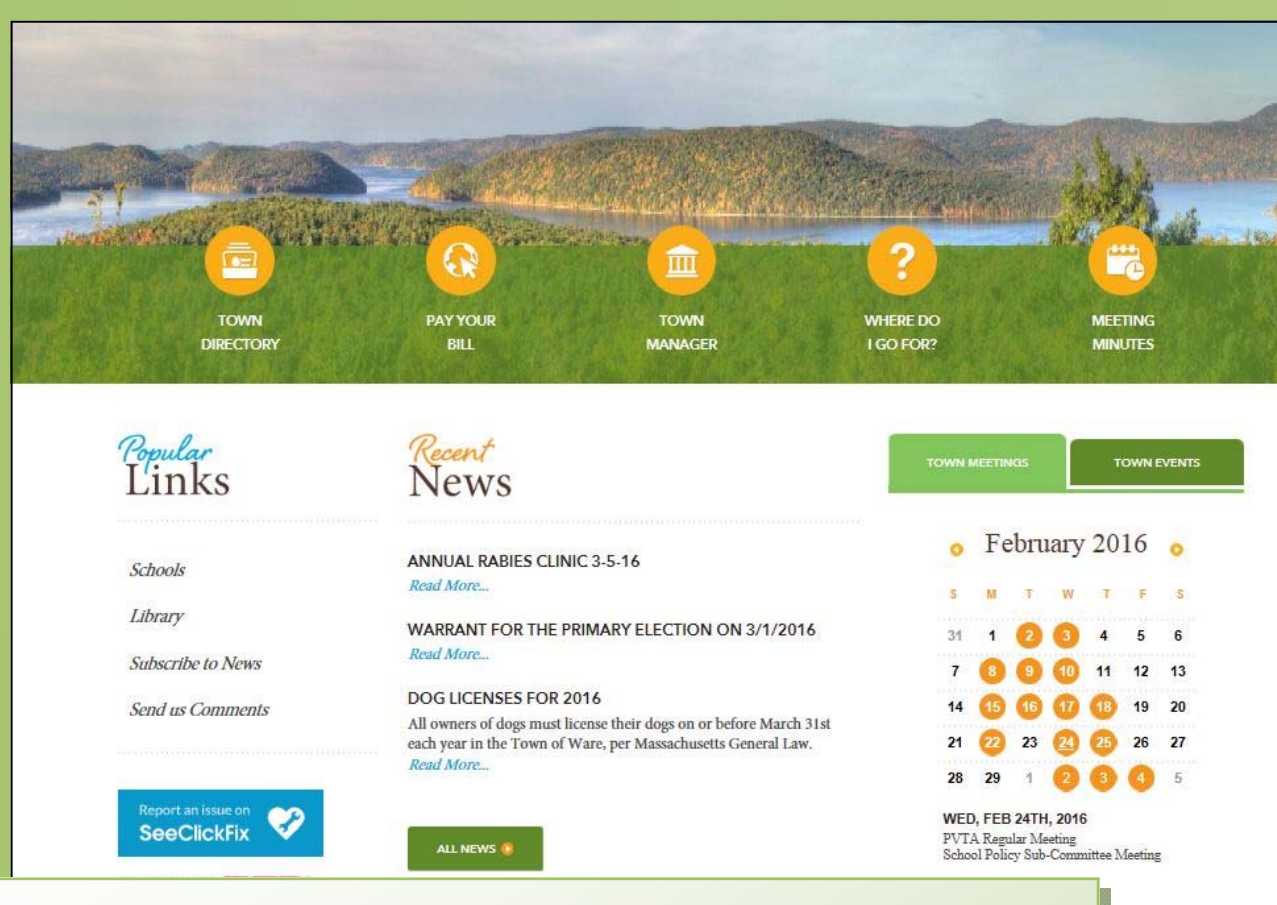 TOWN
DIRECTORY
PAY YOUR
BILL
TOWN
MANAGER
?
WHERE DO
I GO FOR?
MEETING
MINUTES
Popular
Links
Schools
Library
Subscribe to News
Send us Comments
Report an issue on
SeeClickFix
Recent
News
ANNUAL RABIES CLINIC 3-5-16
Read More...
WARRANT FOR THE PRIMARY ELECTION ON 3/1/2016
Read More...
DOG LICENSES FOR 2016
All owners of dogs must license their dogs on or before March 31st
each year in the Town of Ware, per Massachusetts General Law.
Read More...
ALL NEWS
TOWN MEETINGS
TOWN EVENTS
February 2016
S M T W T F S
31 1 2 3 4 5 6
7 8 9 10 11 12 13
14 15 16 17 18 19 20
21 22 23 24 25 26 27
28 29 1 2 3 4 5
WED, FEB 24TH, 2016
PVTA Regular Meeting
School Policy Sub-Committee Meeting